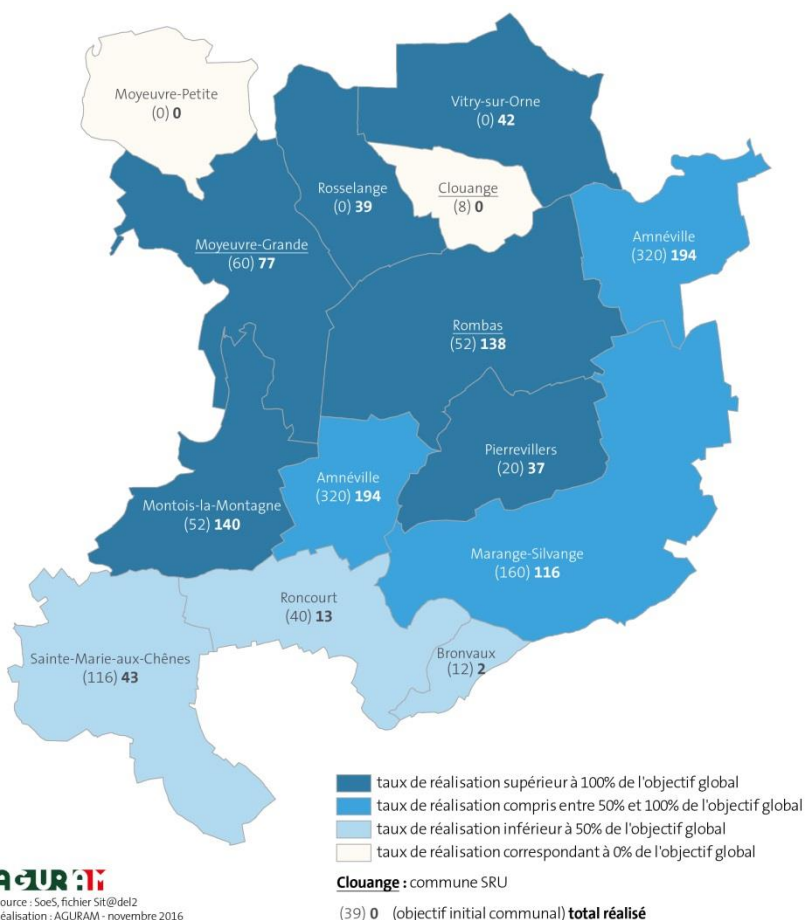 Moyeuvre-Petite
(0) 0
Vitry-sur-Orne
(0) 42
Rosselange
(0) 39
Clouange
(8) 0
Amnéville
(320) 194
Moyeuvre-Grande
(60) 77
Rombas
(52) 138
Pierrevillers
(20) 37
Amnéville
(320) 194
Montois-la-Montagne
(52) 140
Marange-Silvange
(160) 116
Roncourt
(40) 13
Bronvaux
(12) 2
Sainte-Marie-aux-Chênes
(116) 43
taux de réalisation supérieur à 100% de l'objectif global
taux de réalisation compris entre 50% et 100% de l'objectif global
taux de réalisation inférieur à 50% de l'objectif global
taux de réalisation correspondant à 0% de l'objectif global
Clouange : commune SRU
(39) 0 (objectif initial communal) total réalisé
AGURAM
ource : SoeS, fichier Sit@del2
éalisation : AGURAM - novembre 2016